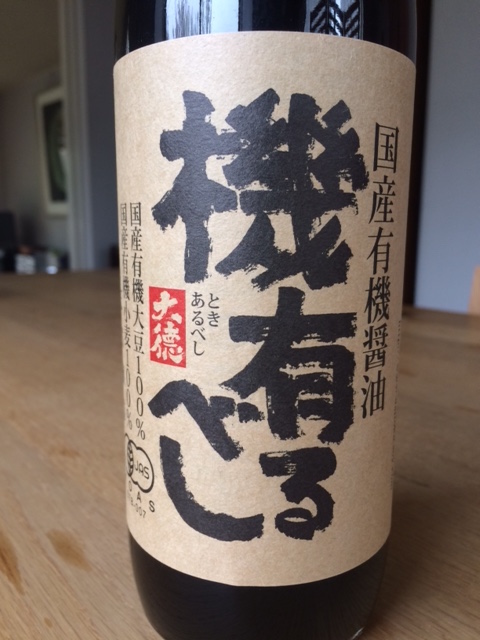 国産有機醤油
機有るべし
とき
あるべし
大徳
国産有機大豆100%
国産有機小麦100%
JAS